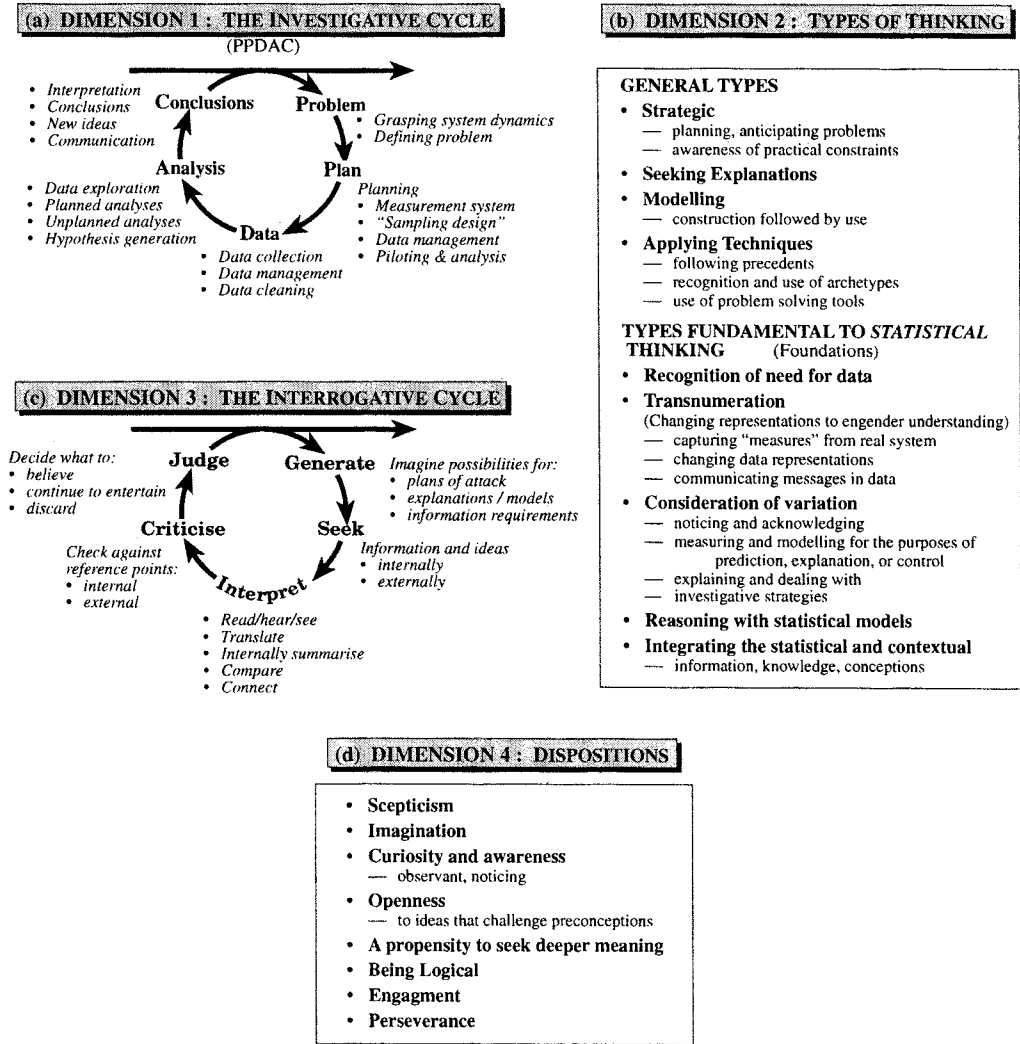 (a) DIMENSION 1 : THE INVESTIGATIVE CYCLE
(PPDAC)
• Interpretation
• Conclusions
• New ideas
• Communication
Conclusions
Problem
• Grasping system dynamics
• Defining problem
Analysis
Plan
• Data exploration
• Planned analyses
• Unplanned analyses
• Hypothesis generation
Planning
• Measurement system
• “Sampling design”
• Data management
• Piloting & analysis
Data
• Data collection
• Data management
• Data cleaning
(b) DIMENSION 2 : TYPES OF THINKING
GENERAL TYPES
• Strategic
— planning, anticipating problems
— awareness of practical constraints
• Seeking Explanations
• Modelling
— construction followed by use
• Applying Techniques
— following precedents
— recognition and use of archetypes
— use of problem solving tools
TYPES FUNDAMENTAL TO STATISTICAL
THINKING (Foundations)
• Recognition of need for data
• Transnumeration
(Changing representations to engender understanding)
— capturing “measures” from real system
— changing data representations
— communicating messages in data
• Consideration of variation
— noticing and acknowledging
— measuring and modelling for the purposes of
prediction, explanation, or control
— explaining and dealing with
— investigative strategies
• Reasoning with statistical models
• Integrating the statistical and contextual
— information, knowledge, conceptions
(c) DIMENSION 3 : THE INTERROGATIVE CYCLE
Decide what to:
• believe
• continue to entertain
• discard
Judge
Generate
Imagine possibilities for:
• plans of attack
• explanations / models
• information requirements
Criticise
Seek
Check against
reference points:
• internal
• external
Information and ideas
• internally
• externally
Interpret
• Read/hear/see
• Translate
• Internally summarise
• Compare
• Connect
(d) DIMENSION 4 : DISPOSITIONS
• Scepticism
• Imagination
• Curiosity and awareness
— observant, noticing
• Openness
— to ideas that challenge preconceptions
• A propensity to seek deeper meaning
• Being Logical
• Engagment
• Perseverance